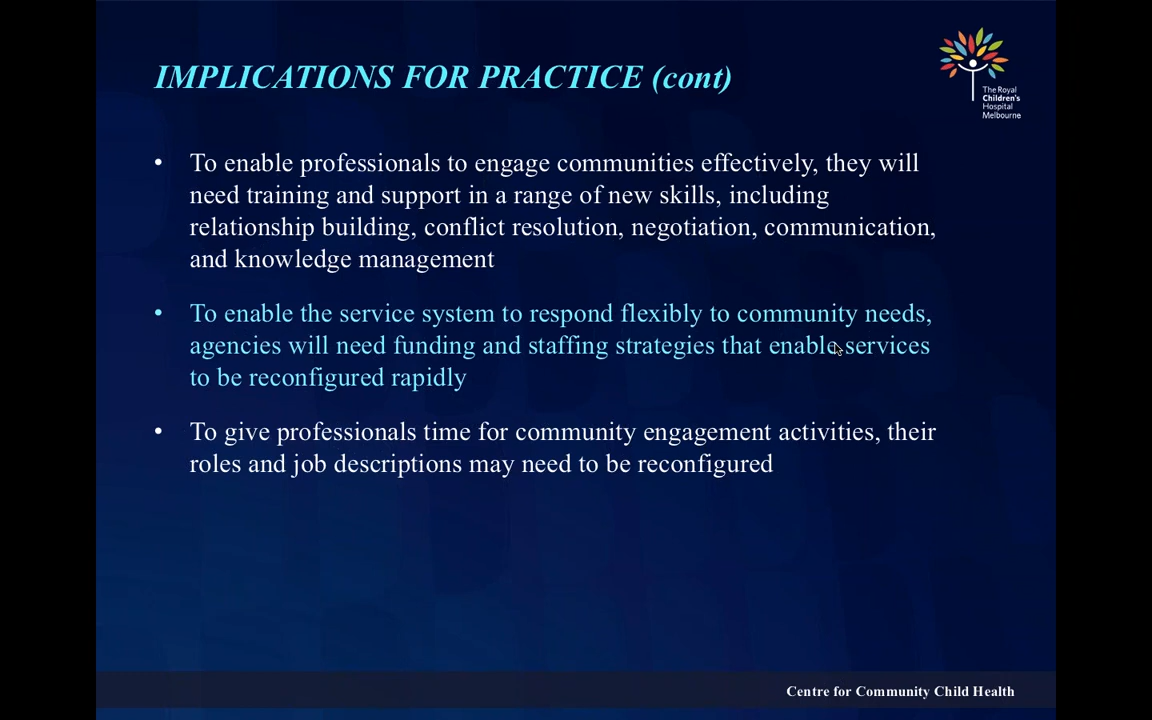 IMPLICATIONS FOR PRACTICE (cont)
The Royal
Children's
Hospital
Melbourne
• To enable professionals to engage communities effectively, they will
need training and support in a range of new skills, including
relationship building, conflict resolution, negotiation, communication,
and knowledge management
• To enable the service system to respond flexibly to community needs,
agencies will need funding and staffing strategies that enable services
to be reconfigured rapidly
• To give professionals time for community engagement activities, their
roles and job descriptions may need to be reconfigured
Centre for Community Child Health